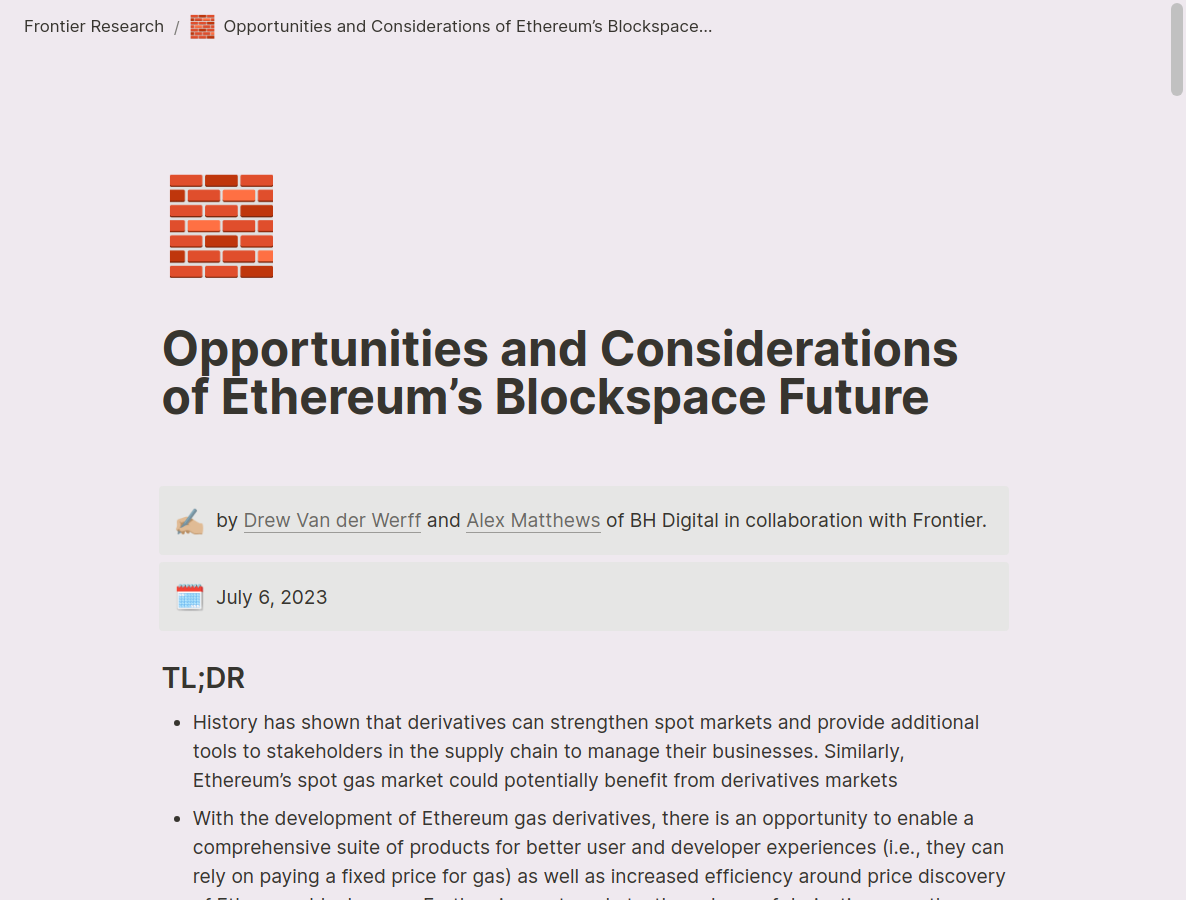 Frontier Research / Opportunities and Considerations of Ethereum’s Blockspace...
Opportunities and Considerations
of Ethereum’s Blockspace Future
by Drew Van der Werff and Alex Matthews of BH Digital in collaboration with Frontier.
July 6, 2023
TL;DR
• History has shown that derivatives can strengthen spot markets and provide additional
tools to stakeholders in the supply chain to manage their businesses. Similarly,
Ethereum’s spot gas market could potentially benefit from derivatives markets
• With the development of Ethereum gas derivatives, there is an opportunity to enable a
comprehensive suite of products for better user and developer experiences (i.e., they can
rely on paying a fixed price for gas) as well as increased efficiency around price discovery